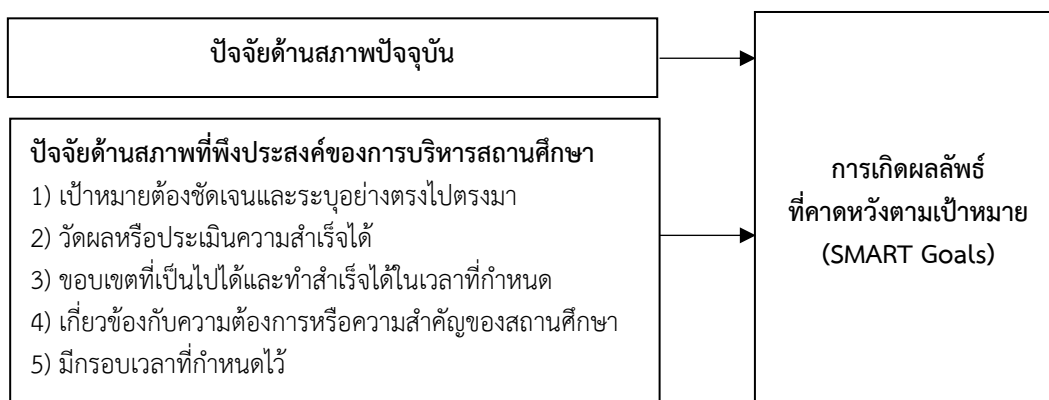 ปัจจัยด้านสภาพปัจจุบัน
ปัจจัยด้านสภาพที่พึงประสงค์ของการบริหารสถานศึกษา
1) เป้าหมายต้องชัดเจนและระบุอย่างตรงไปตรงมา
2) วัดผลหรือประเมินความสำเร็จได้
3) ขอบเขตที่เป็นไปได้และทำสำเร็จได้ในเวลาที่กำหนด
4) เกี่ยวข้องกับความต้องการหรือความสำคัญของสถานศึกษา
5) มีกรอบเวลาที่กำหนดไว้
การเกิดผลลัพธ์
ที่คาดหวังตามเป้าหมาย
(SMART Goals)